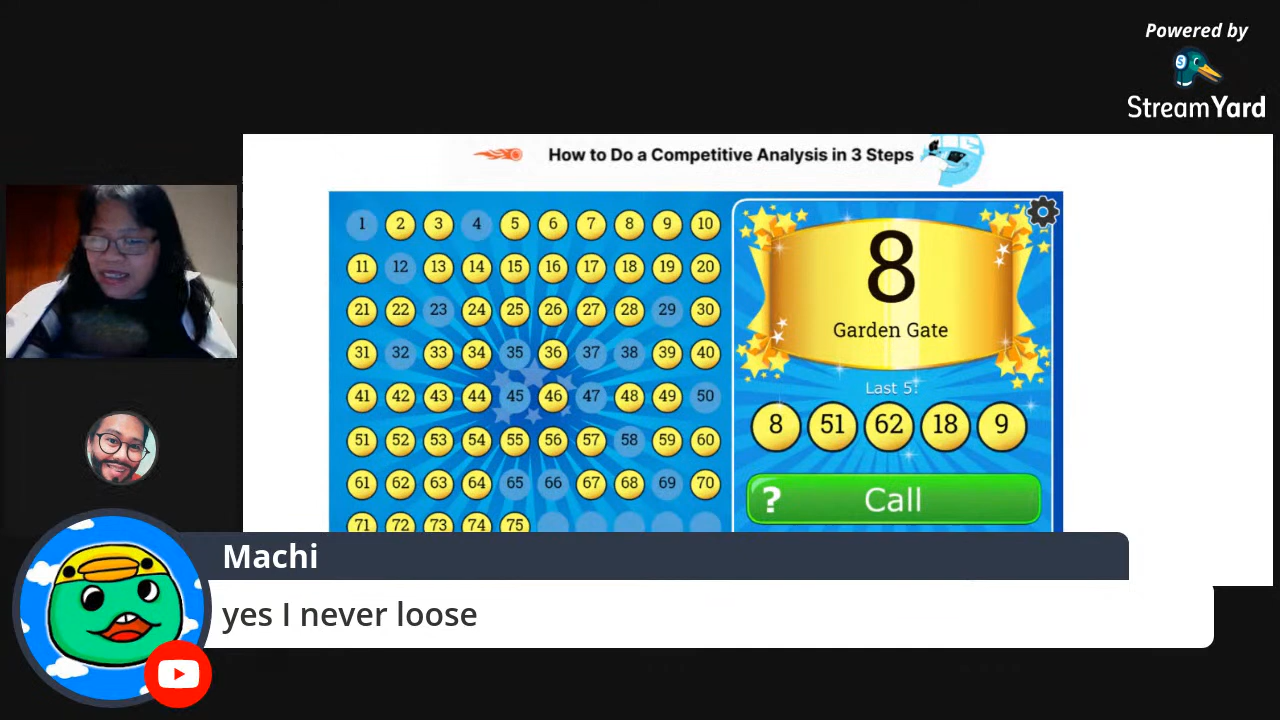 Powered by
StreamYard
How to Do a Competitive Analysis in 3 Steps
1 2 3 4 5 6 7 8 9 10
11 12 13 14 15 16 17 18 19 20
21 22 23 24 25 26 27 28 29 30
31 32 33 34 35 36 37 38 39 40
41 42 43 44 45 46 47 48 49 50
51 52 53 54 55 56 57 58 59 60
61 62 63 64 65 66 67 68 69 70
71 72 73 74 75
8
Garden Gate
Last 5:
8 51 62 18 9
? Call
Machi
yes I never loose